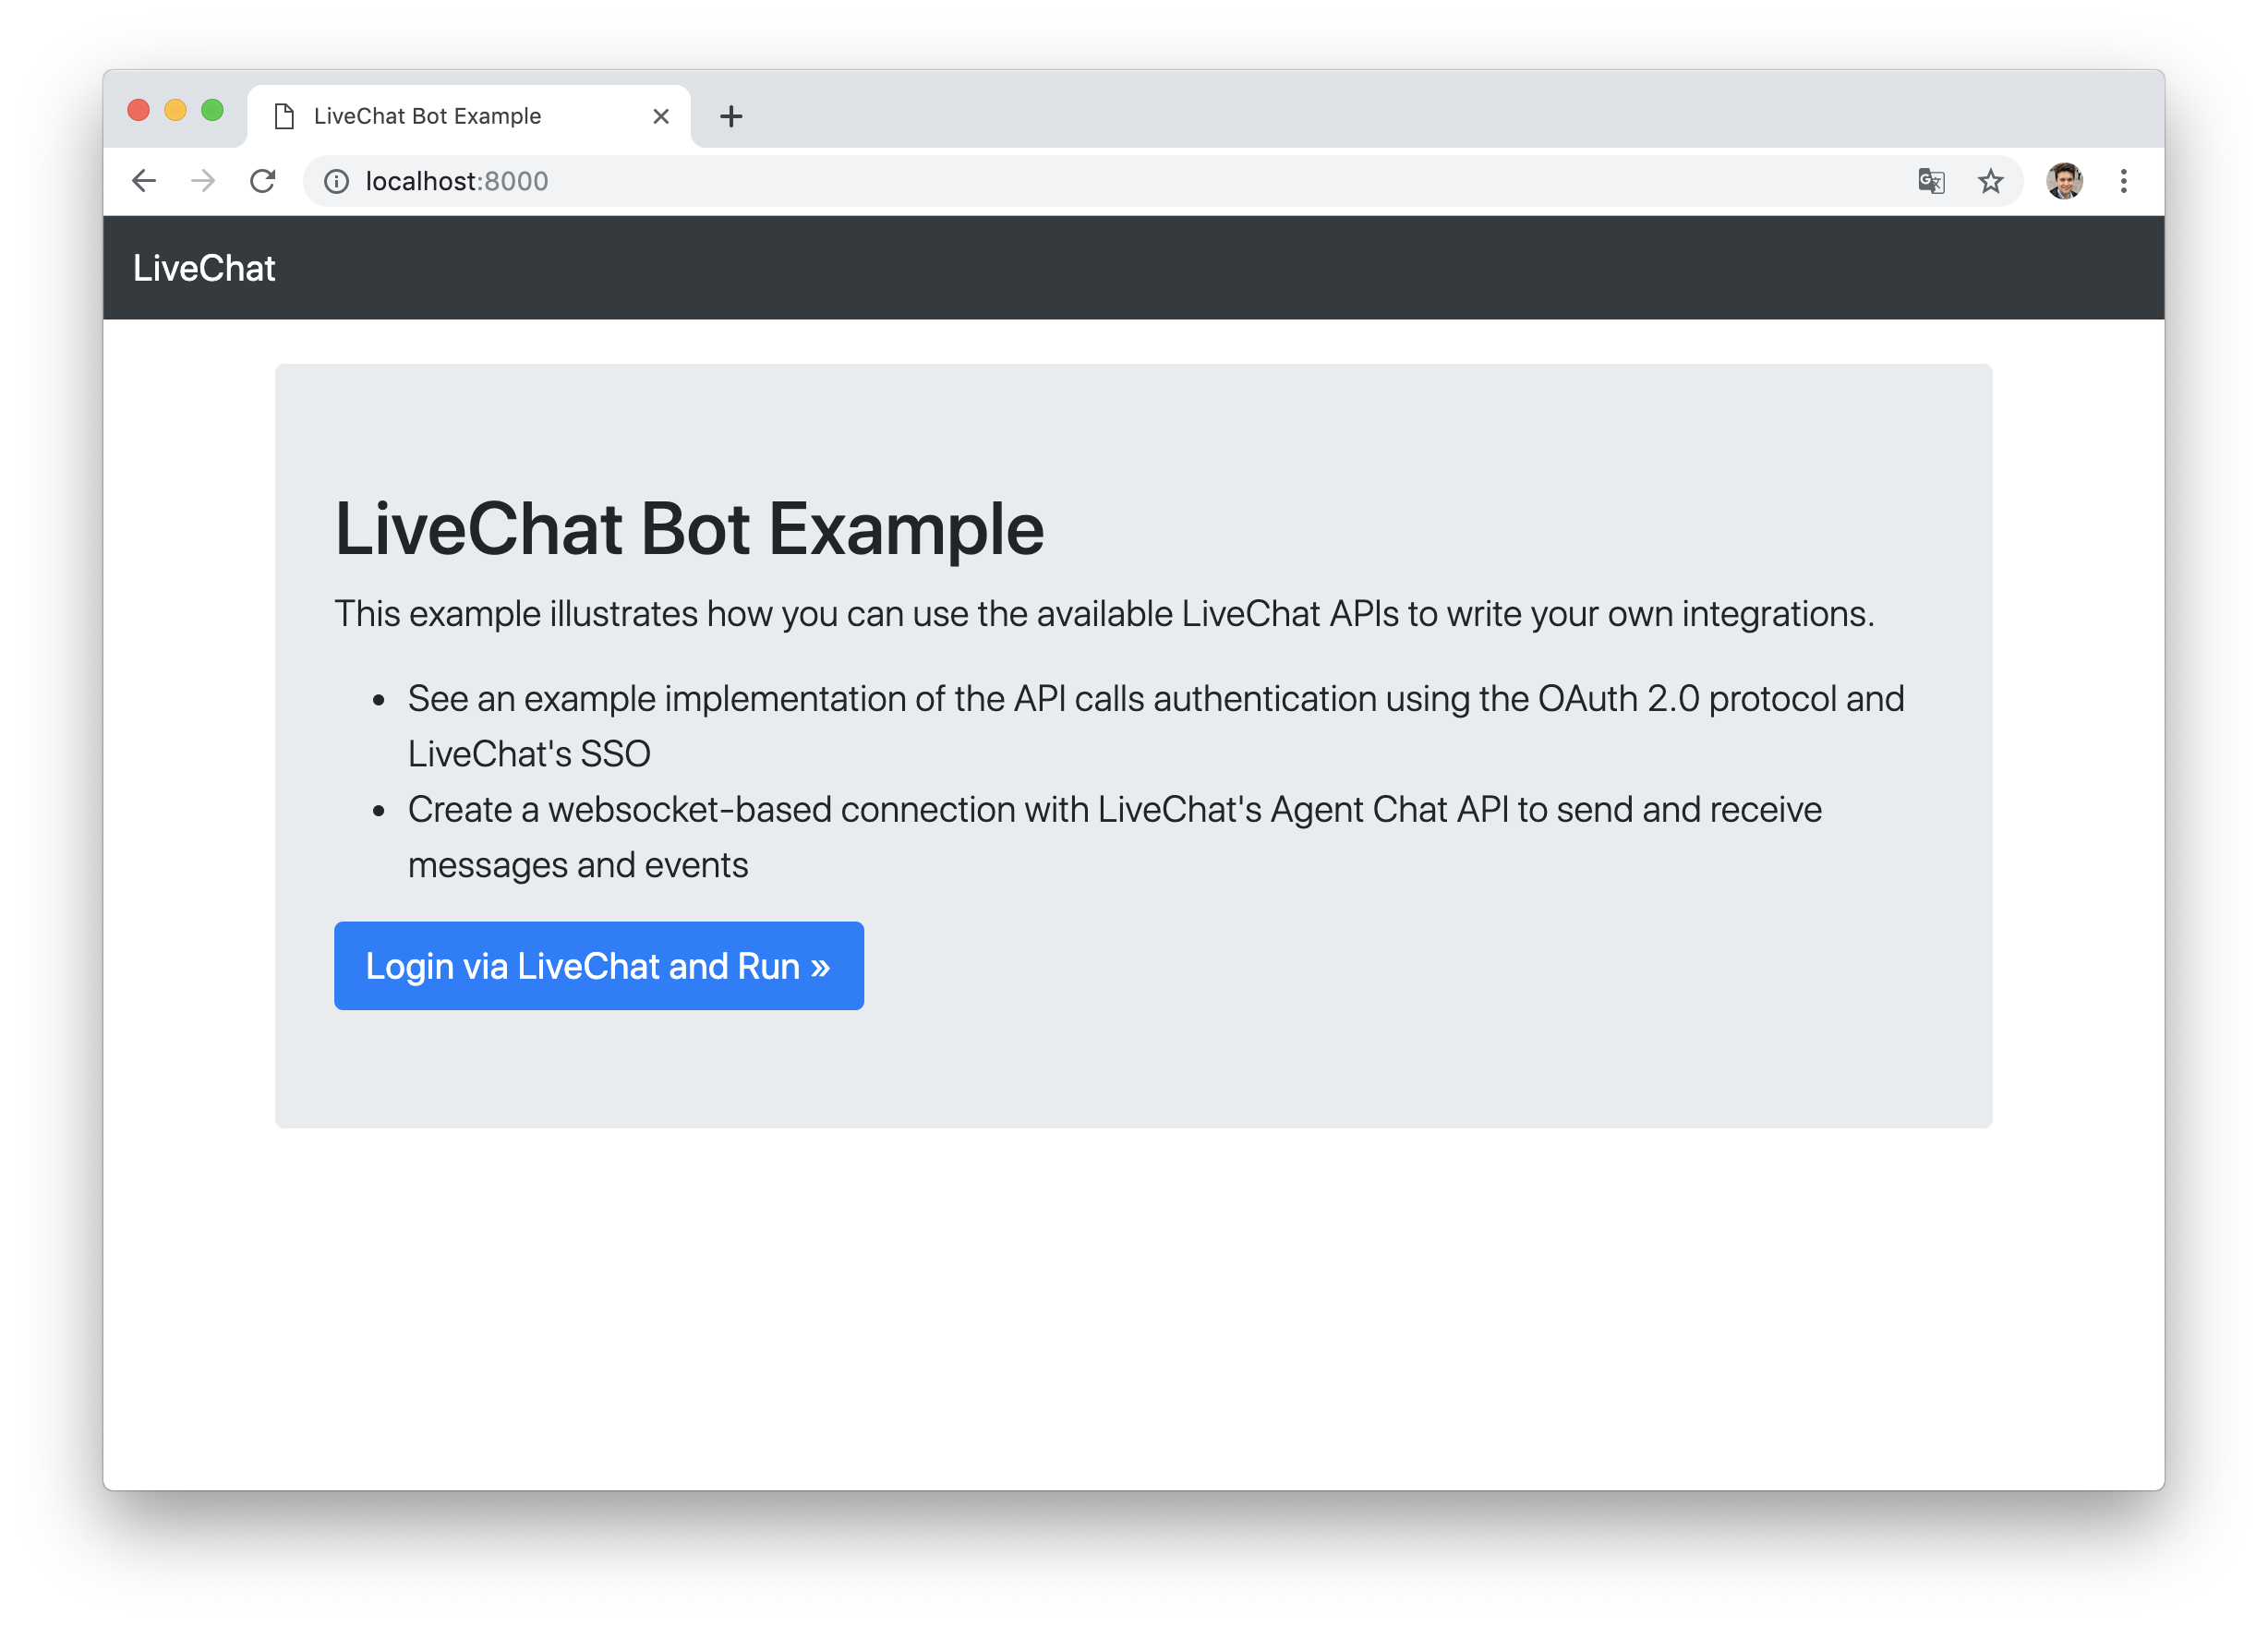 LiveChat Bot Example
localhost:8000
LiveChat
LiveChat Bot Example
This example illustrates how you can use the available LiveChat APIs to write your own integrations.
• See an example implementation of the API calls authentication using the OAuth 2.0 protocol and
LiveChat's SSO
• Create a websocket-based connection with LiveChat's Agent Chat API to send and receive
messages and events
Login via LiveChat and Run »